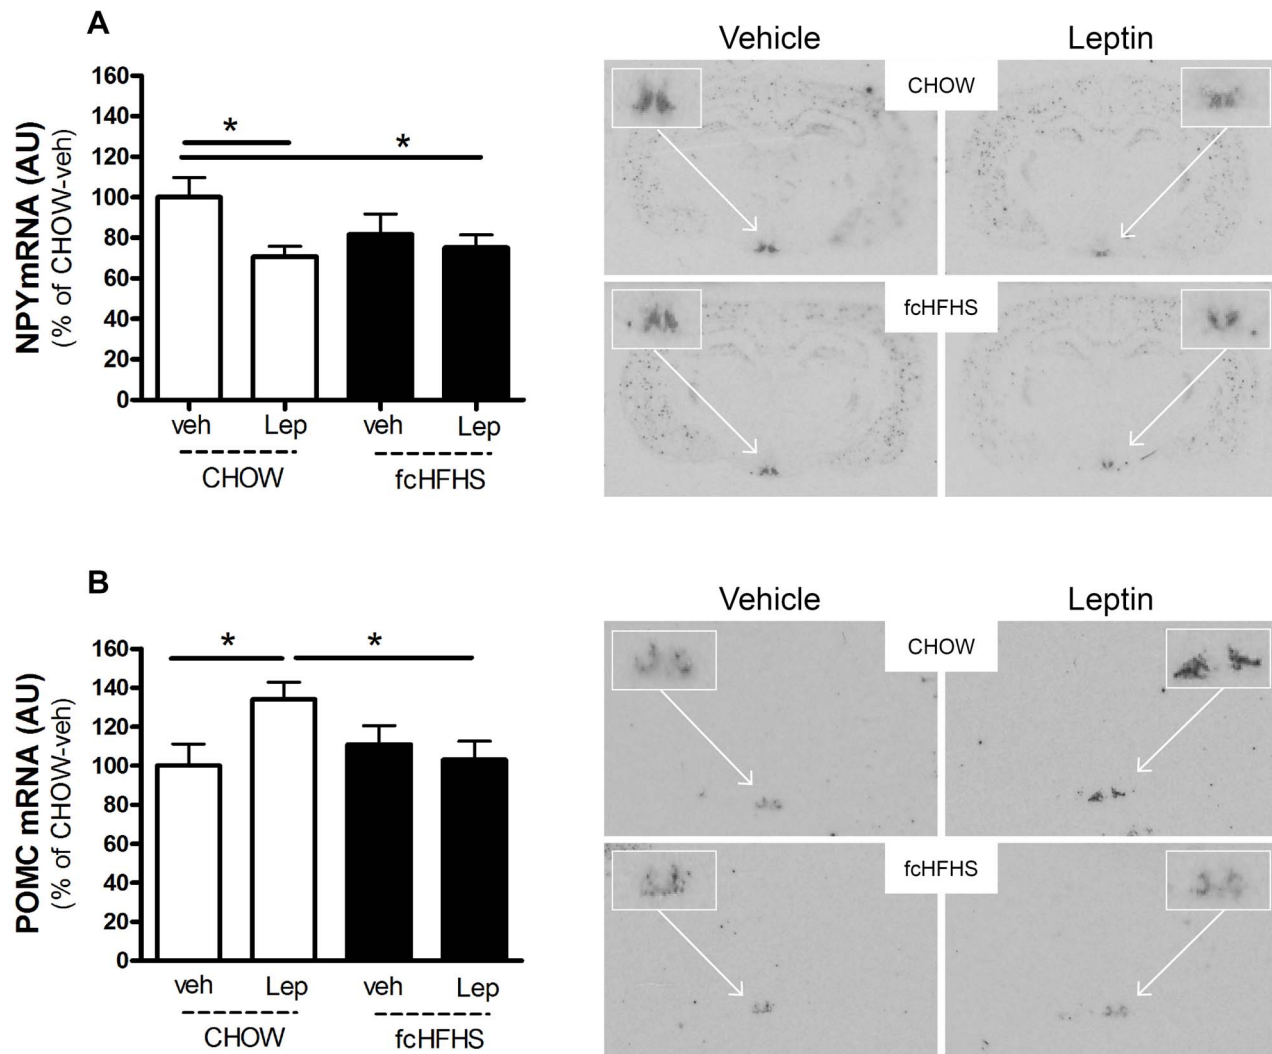 A
NPYmRNA (AU)
(% of CHOW-veh)
160
140
120
100
80
60
40
20
0
*
*
veh Lep veh Lep
CHOW fcHFHS
Vehicle Leptin
CHOW
fcHFHS
B
POMC mRNA (AU)
(% of CHOW-veh)
160
140
120
100
80
60
40
20
0
* *
veh Lep veh Lep
CHOW fcHFHS
Vehicle Leptin
CHOW
fcHFHS